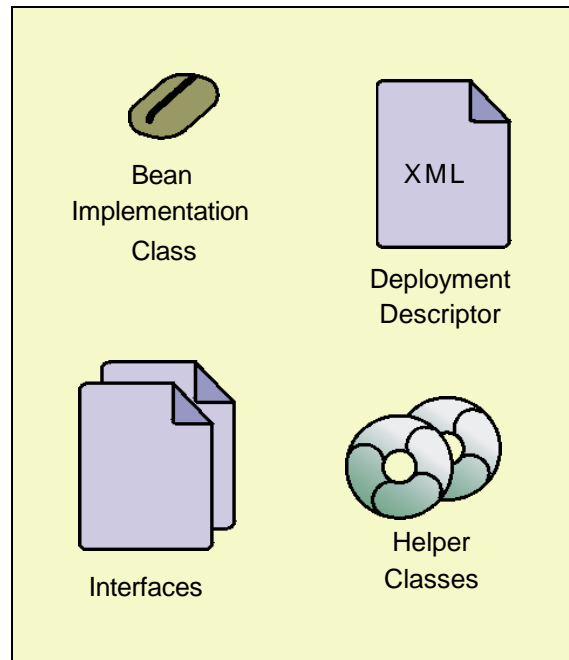 Bean
Implementation
Class
XML
Deployment
Descriptor
Interfaces
Helper
Classes